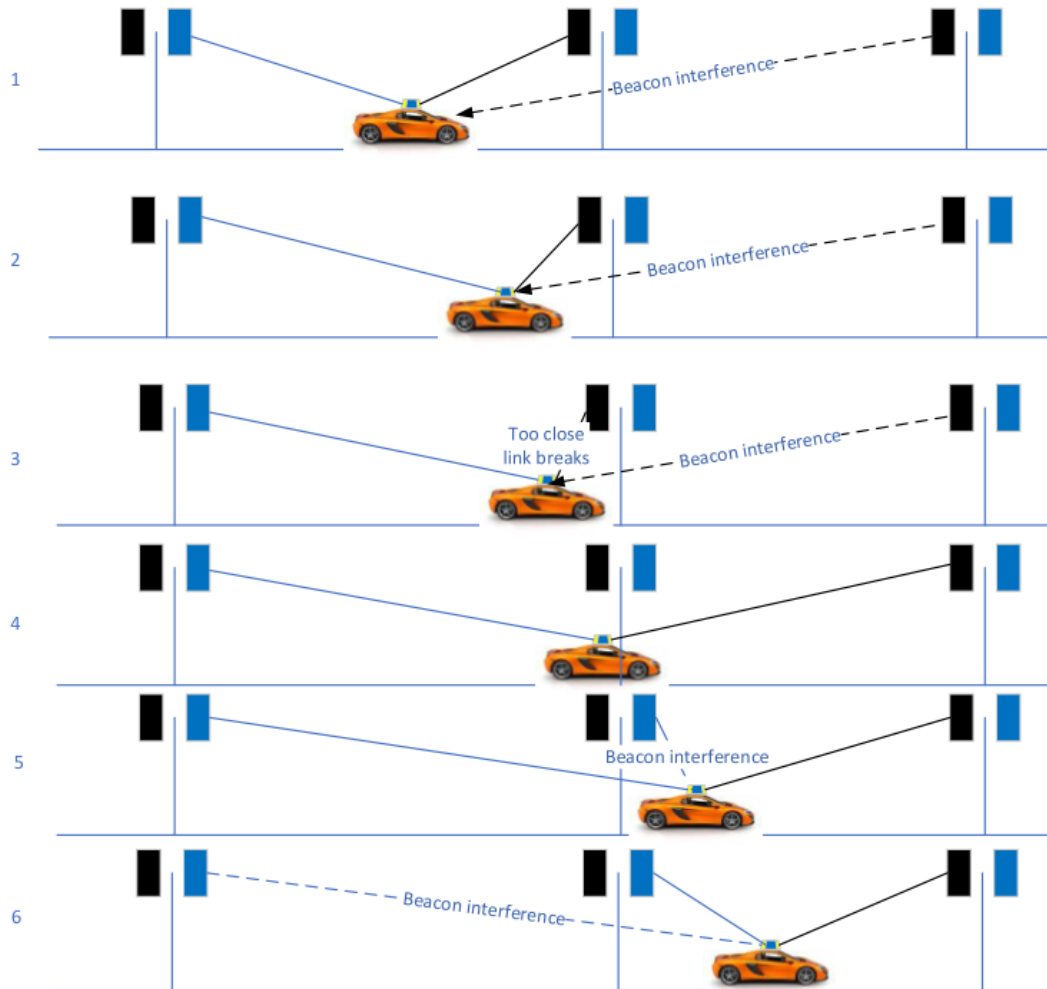 1
Beacon interference
2
Beacon interference
3
Too close
link breaks
Beacon interference
4
5
Beacon interference
6
Beacon interference